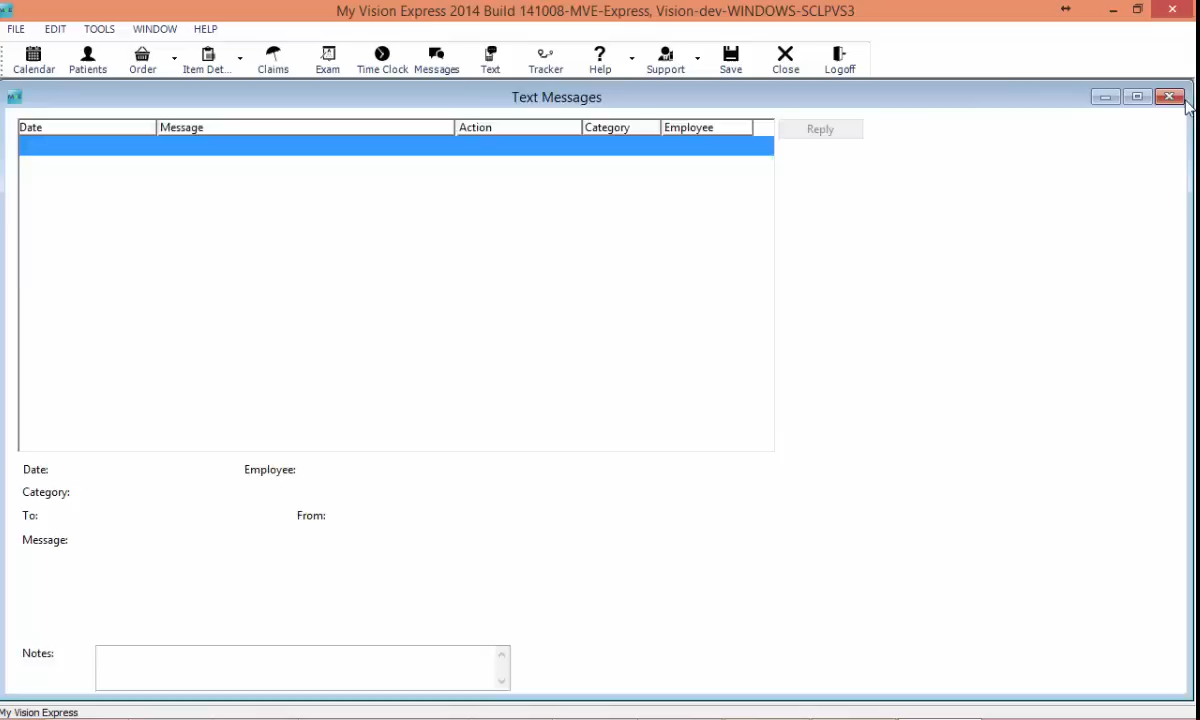 My Vision Express 2014 Build 141008-MVE-Express, Vision-dev-WINDOWS-SCLPVS3
FILE EDIT TOOLS WINDOW HELP
Calendar Patients Order Item Det... Claims Exam Time Clock Messages Text Tracker Help Support Save Close Logoff
Text Messages
Date Message Action Category Employee Reply
Date: Employee:
Category:
To: From:
Message:
Notes:
My Vision Express